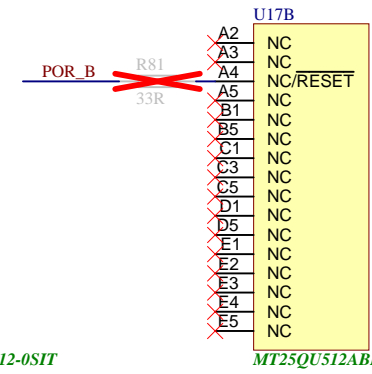 U17B
A2 NC
A3 NC
POR_B R81 A4 NC/RESET
33R A5 NC
B1 NC
B5 NC
C1 NC
C3 NC
C5 NC
D1 NC
D5 NC
E1 NC
E2 NC
E3 NC
E4 NC
E5 NC
12-0SIT MT25QU512AB